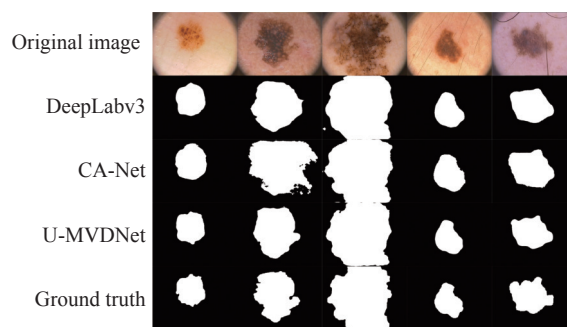 Original image
DeepLabv3
CA-Net
U-MVDNet
Ground truth